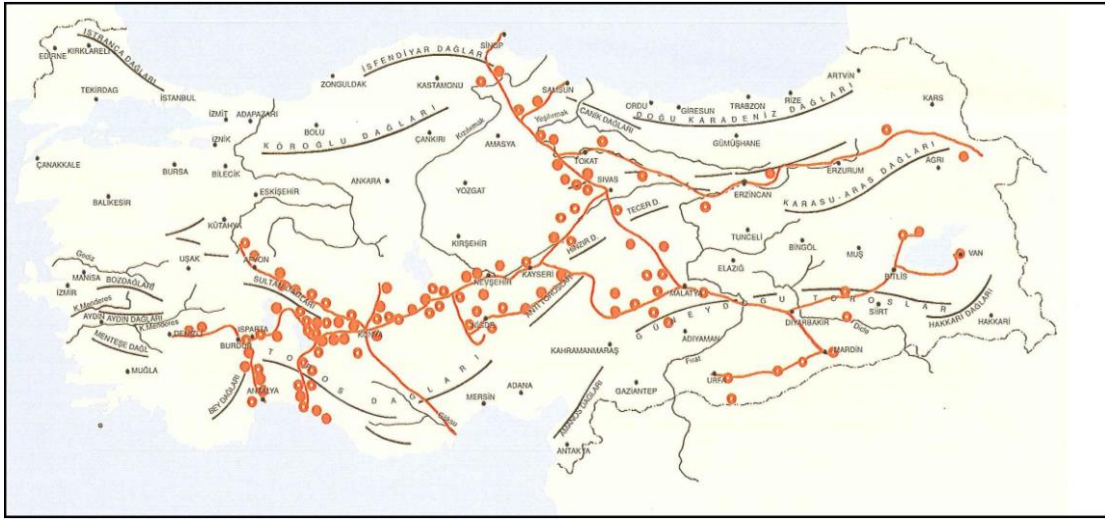 SİNOP
ISTRANCA DAĞLARI
EDİRNE
KIRKLARELİ
İSFENDİYAR DAĞLARI
ZONGULDAK
KASTAMONU
SAMSUN
ARTVİN
TEKİRDAG
İSTANBUL
ORDU
GİRESUN
TRABZON
RİZE
KARS
DOĞU KARADENİZ DAĞLARI
CANİK DAĞLARI
Yeşilırmak
İZMİT
ADAPAZARI
BOLU
KÖROĞLU DAĞLARI
ÇANKIRI
Kızılırmak
AMASYA
İZNİK
GÜMÜŞHANE
ÇANAKKALE
BURSA
BİLECİK
TOKAT
ERZURUM
AĞRI
ANKARA
YOZGAT
SIVAS
ERZİNCAN
KARASU-ARAS DAĞLARI
BALIKESİR
ESKİŞEHİR
TECER D.
KÜTAHYA
KIRŞEHİR
HINZIR D.
TUNCELİ
BİNGÖL
MUŞ
VAN
Gediz
UŞAK
AFYON
NEVŞEHİR
KAYSERİ
ELAZIĞ
BİTLİS
MANİSA
BOZDAĞLARI
SULTAN DAĞLARI
ANTİ TOROSLAR
MALATYA
GÜNEYDOĞU TOROSLAR
İZMİR
K.Menderes
AYDIN
AYDIN DAĞLARI
K.Menderes
DENİZLİ
ISPARTA
BURDUR
KONYA
DİYARBAKIR
SİİRT
HAKKARİ DAĞLARI
HAKKARİ
Dicle
MENTEŞE DAĞL.
ADIYAMAN
KAHRAMANMARAŞ
MARDİN
MUĞLA
BEY DAĞLARI
ANTALYA
TOROS DAĞLARI
Göksu
MERSİN
ADANA
AMANOS DAĞLARI
GAZİANTEP
Fırat
URFA
ANTAKYA